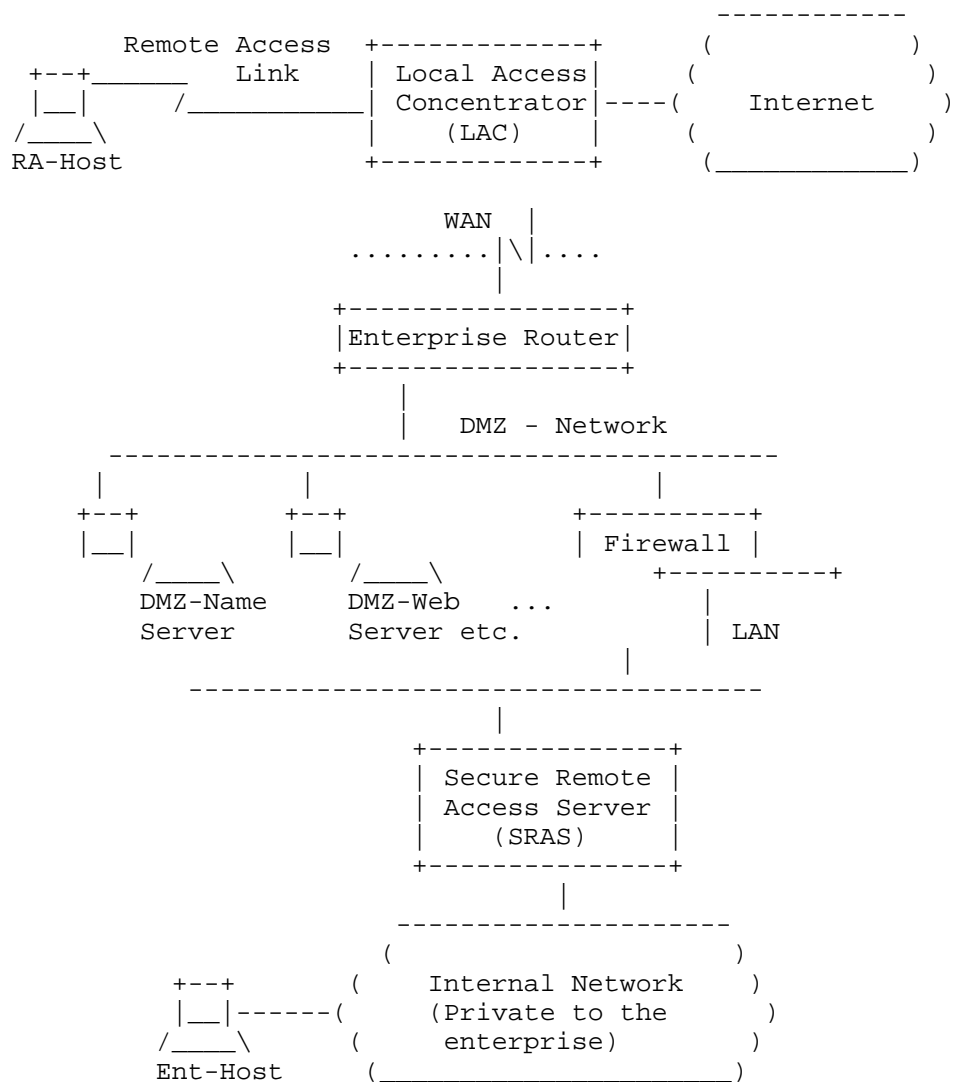 Remote Access
Link
Local Access
Concentrator
(LAC)
Internet
RA-Host
WAN
Enterprise Router
DMZ - Network
Firewall
DMZ-Name
Server
DMZ-Web
Server etc.
...
LAN
Secure Remote
Access Server
(SRAS)
Internal Network
(Private to the
enterprise)
Ent-Host